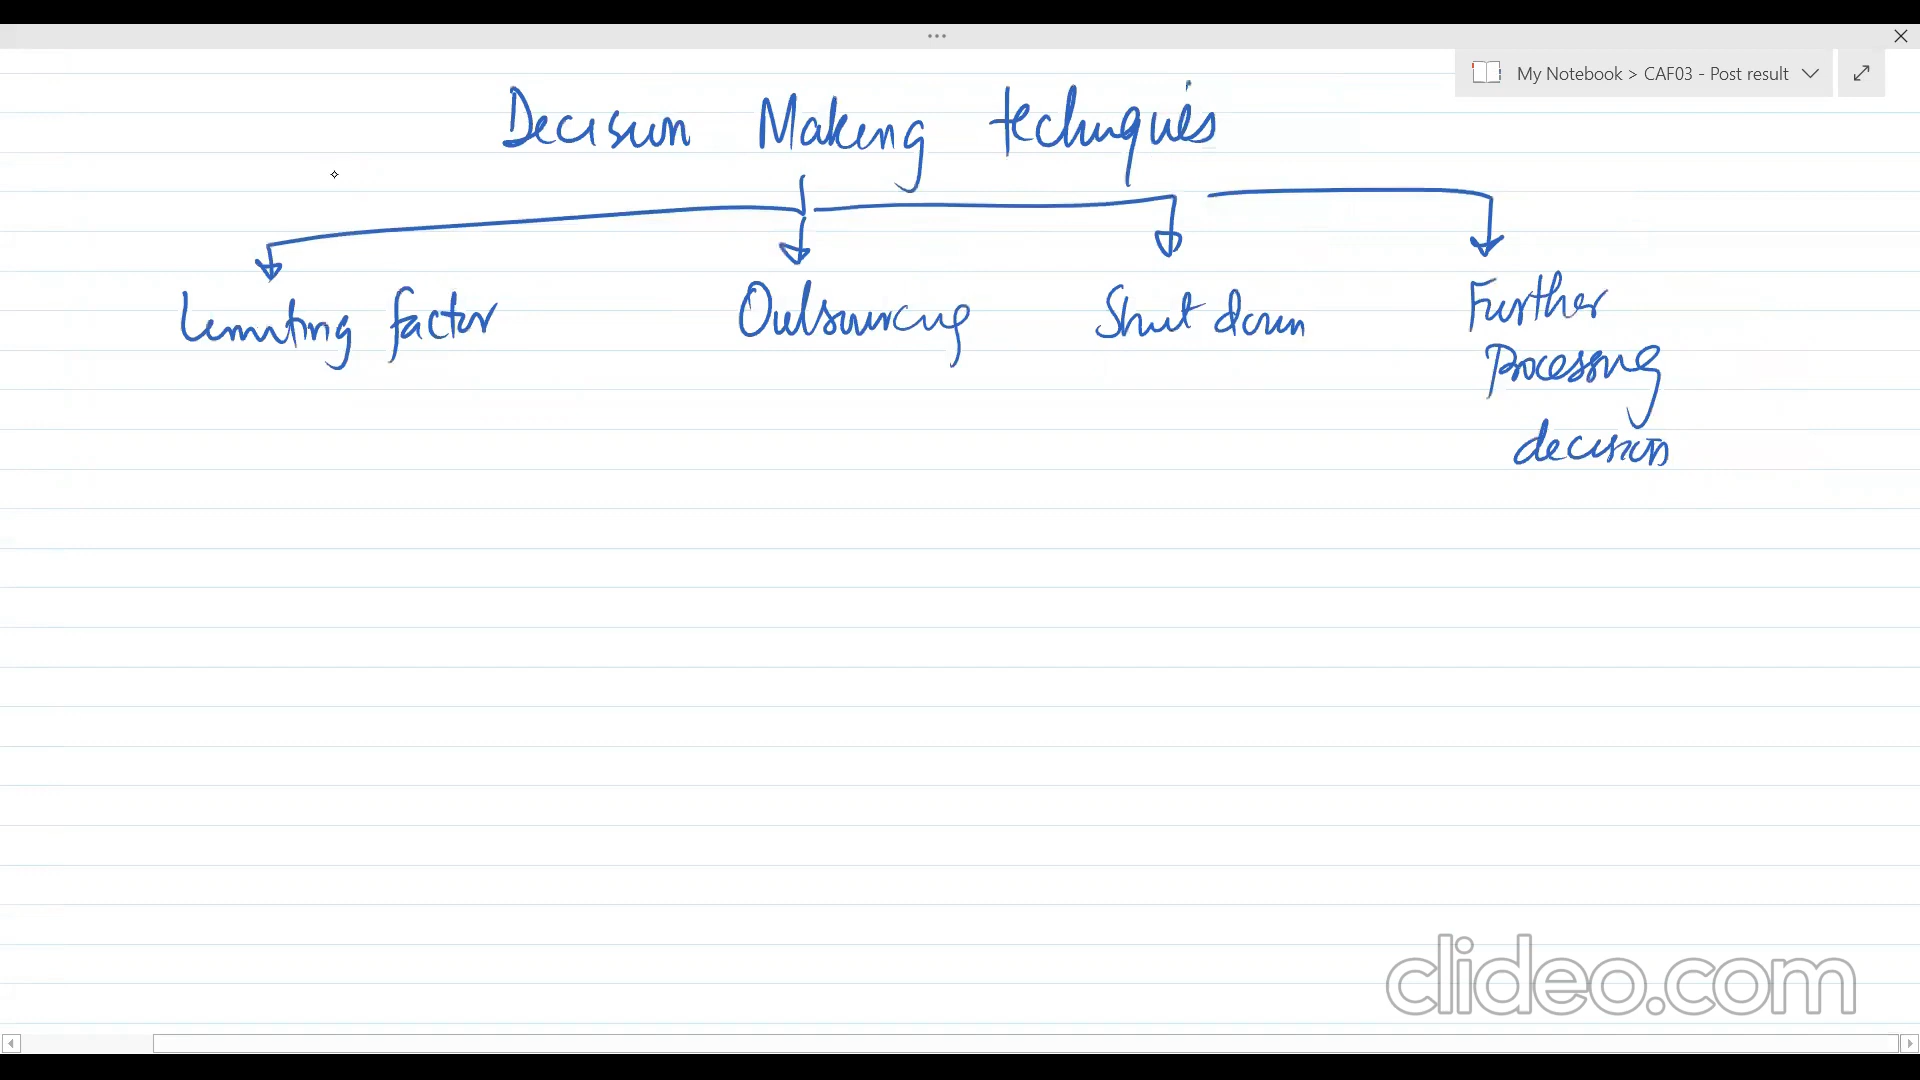 My Notebook > CAF03 - Post result
Decision Making techniques
Limiting factor
Outsourcing
Shut down
Further
Processing
decision
clideo.com